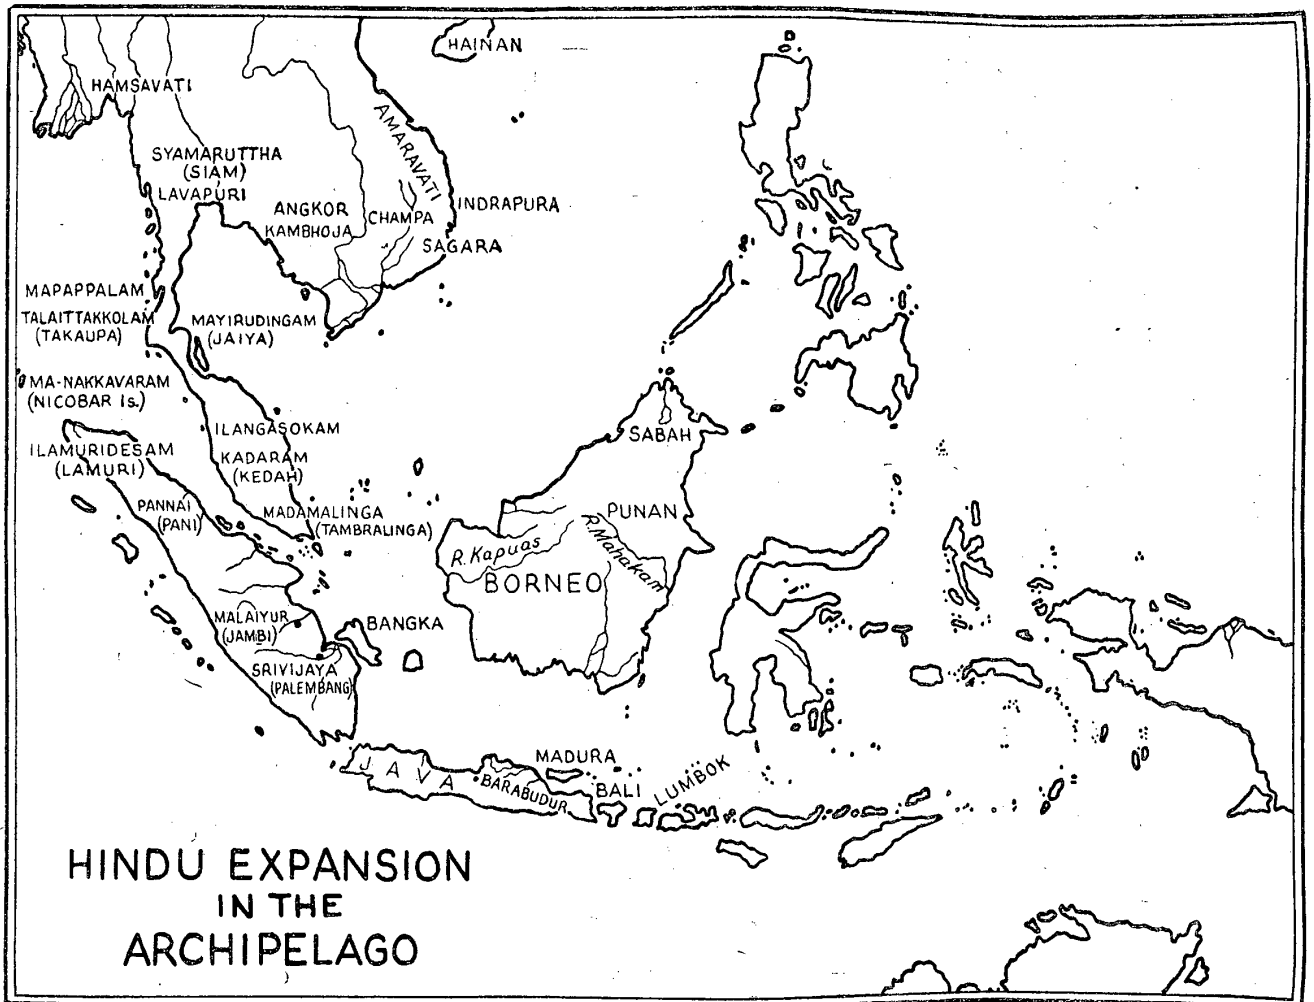 HAINAN
HAMSAVATI
AMARAVATI
SYAMARUTTHA
(SIAM)
LAVAPURI
ANGKOR
KAMBHOJA
CHAMPA
INDRAPURA
SAGARA
MAPAPPALAM
TALAITTAKKOLAM
(TAKAUPA)
MAYIRUDINGAM
(JAIYA)
MA-NAKKAVARAM
(NICOBAR Is.)
ILANGASOKAM
ILAMURIDESAM
(LAMURI)
KADARAM
(KEDAH)
SABAH
PANNAI
(PANI)
MADAMALINGA
(TAMBRALINGA)
PUNAN
R. Kapuas
R. Mahakam
BORNEO
MALAIYUR
(JAMBI)
BANGKA
SRIVIJAYA
(PALEMBANG)
JAVA
BARABUDUR
MADURA
BALI
LUMBOK
HINDU EXPANSION
IN THE
ARCHIPELAGO